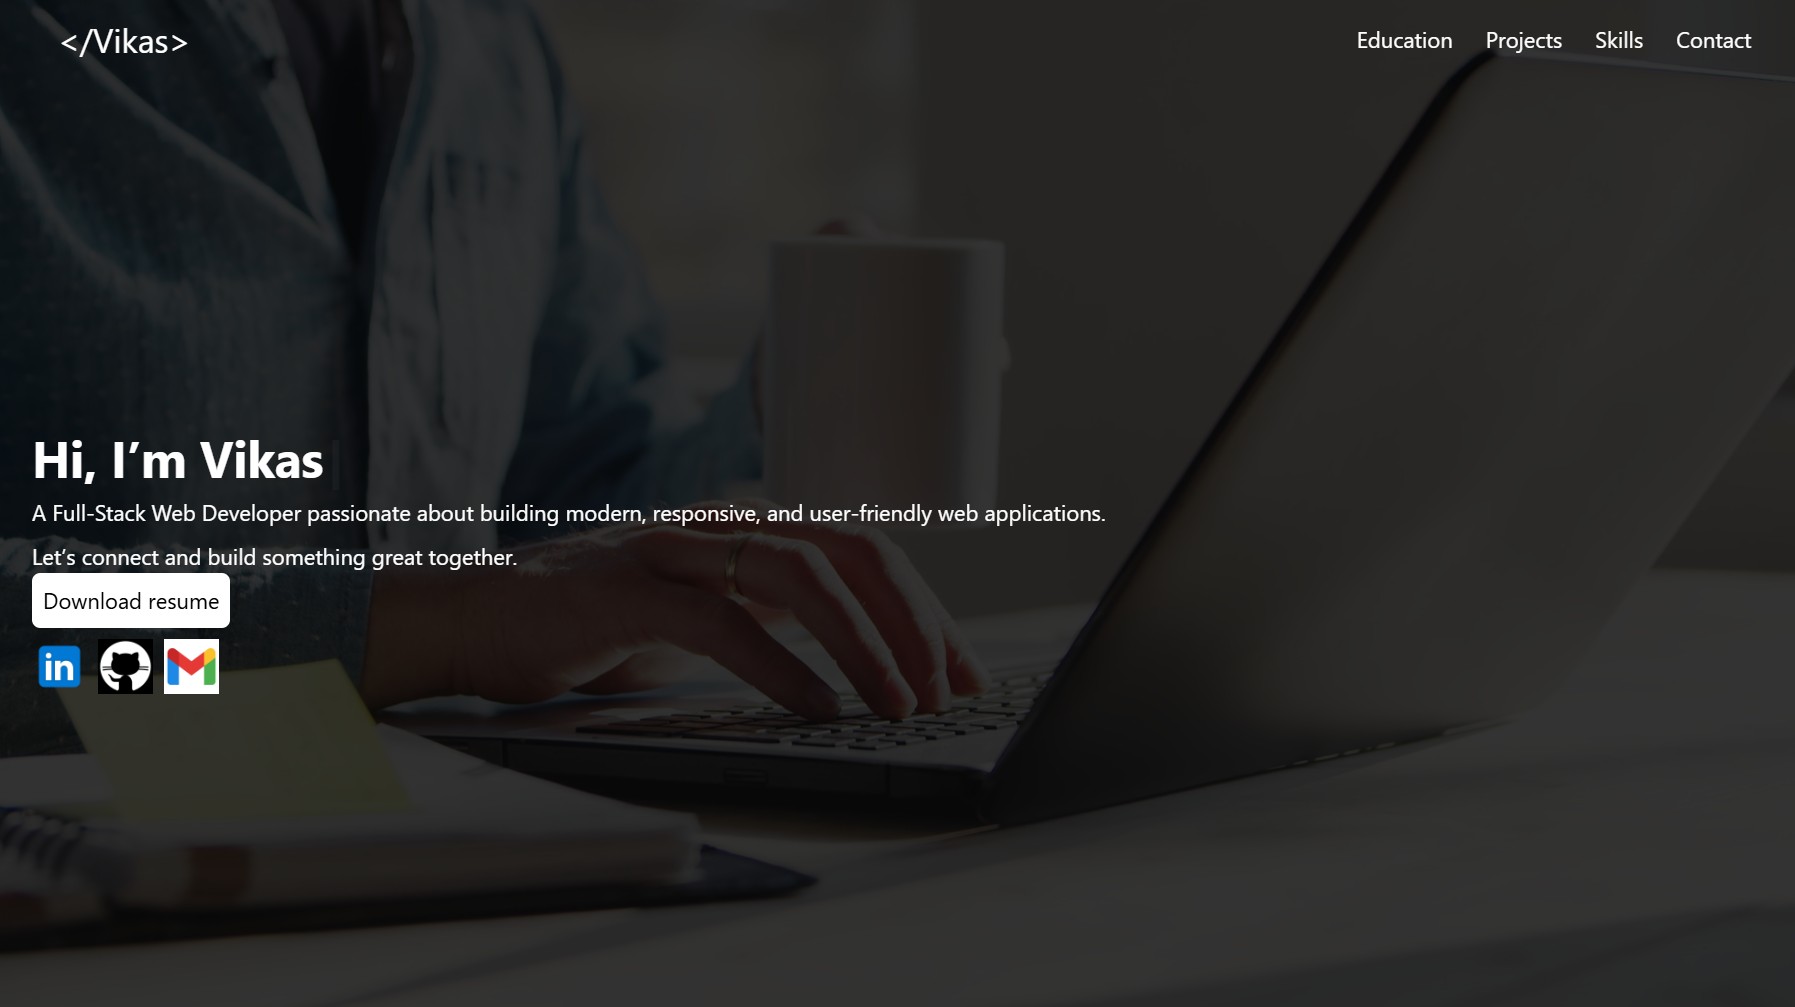 </Vikas>
Education Projects Skills Contact
Hi, I’m Vikas
A Full-Stack Web Developer passionate about building modern, responsive, and user-friendly web applications.
Let’s connect and build something great together.
Download resume
in